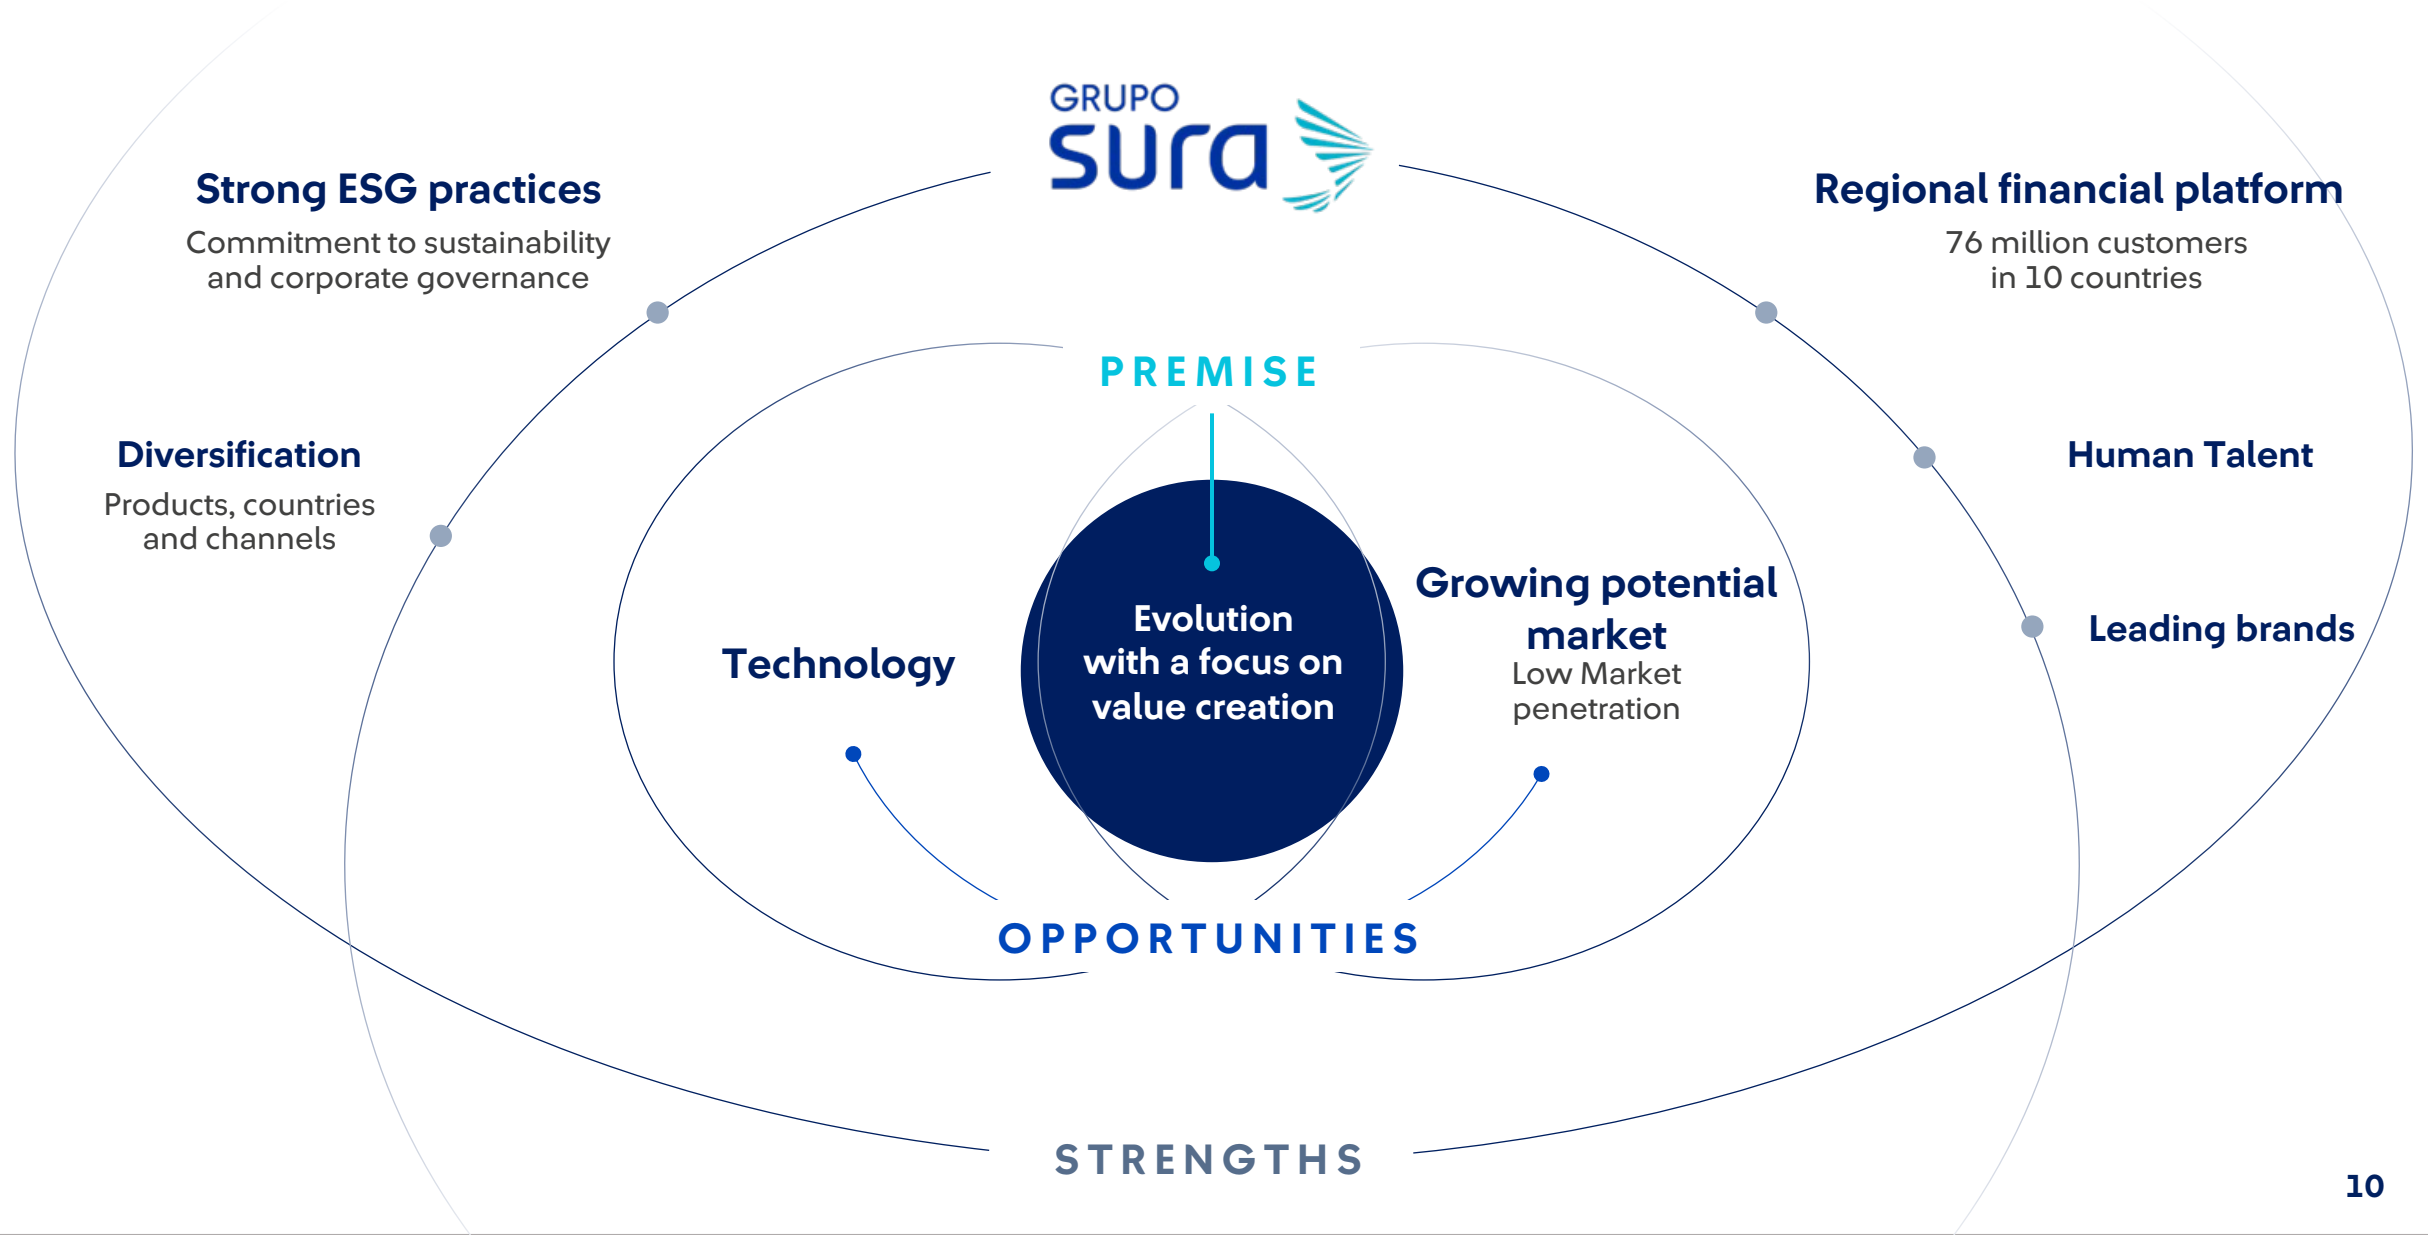 GRUPO
sura
Strong ESG practices
Commitment to sustainability
and corporate governance
Regional financial platform
76 million customers
in 10 countries
PREMISE
Diversification
Products, countries
and channels
Human Talent
Evolution
with a focus on
value creation
Technology
Growing potential
market
Low Market
penetration
Leading brands
OPPORTUNITIES
STRENGTHS
10